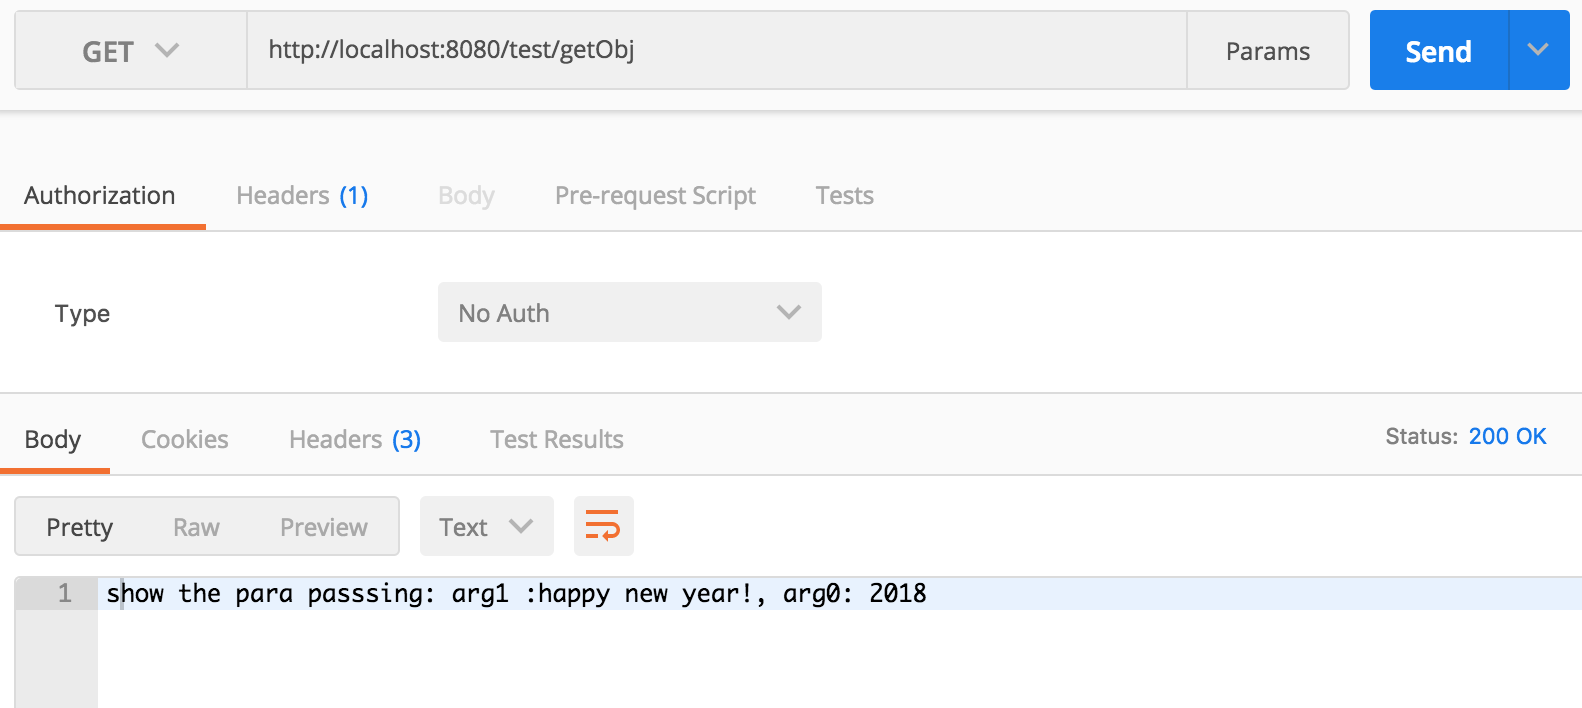 GET http://localhost:8080/test/getObj Params Send
Authorization Headers (1) Body Pre-request Script Tests
Type No Auth
Body Cookies Headers (3) Test Results Status: 200 OK
Pretty Raw Preview Text
1 show the para passsing: arg1 :happy new year!, arg0: 2018